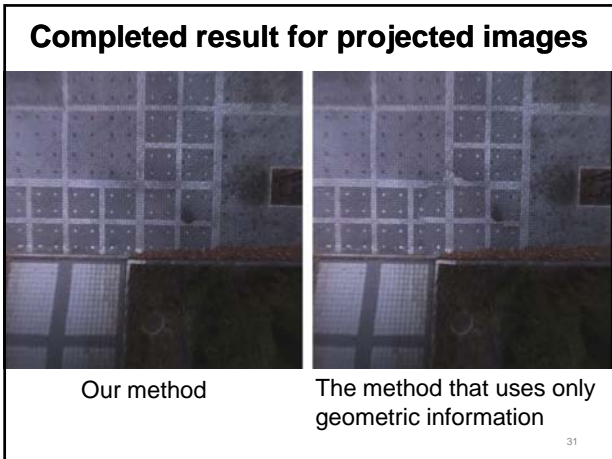 Completed result for projected images
Our method
The method that uses only
geometric information
31